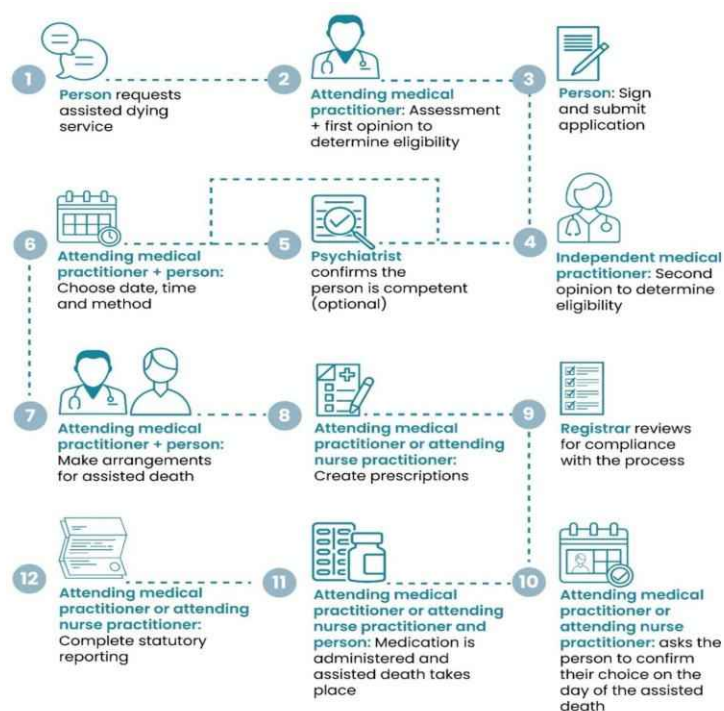 1
Person requests
assisted dying
service
2
Attending medical
practitioner: Assessment
+ first opinion to
determine eligibility
3
Person: Sign
and submit
application
6
Attending medical
practitioner + person:
Choose date, time
and method
5
Psychiatrist
confirms the
person is competent
(optional)
4
Independent medical
practitioner: Second
opinion to determine
eligibility
7
Attending medical
practitioner + person:
Make arrangements
for assisted death
8
Attending medical
practitioner or attending
nurse practitioner:
Create prescriptions
9
Registrar reviews
for compliance
with the process
12
Attending medical
practitioner or attending
nurse practitioner:
Complete statutory
reporting
11
Attending medical
practitioner or attending
nurse practitioner and
person: Medication is
administered and
assisted death takes
place
10
Attending medical
practitioner or
attending nurse
practitioner: asks the
person to confirm
their choice on the
day of the assisted
death